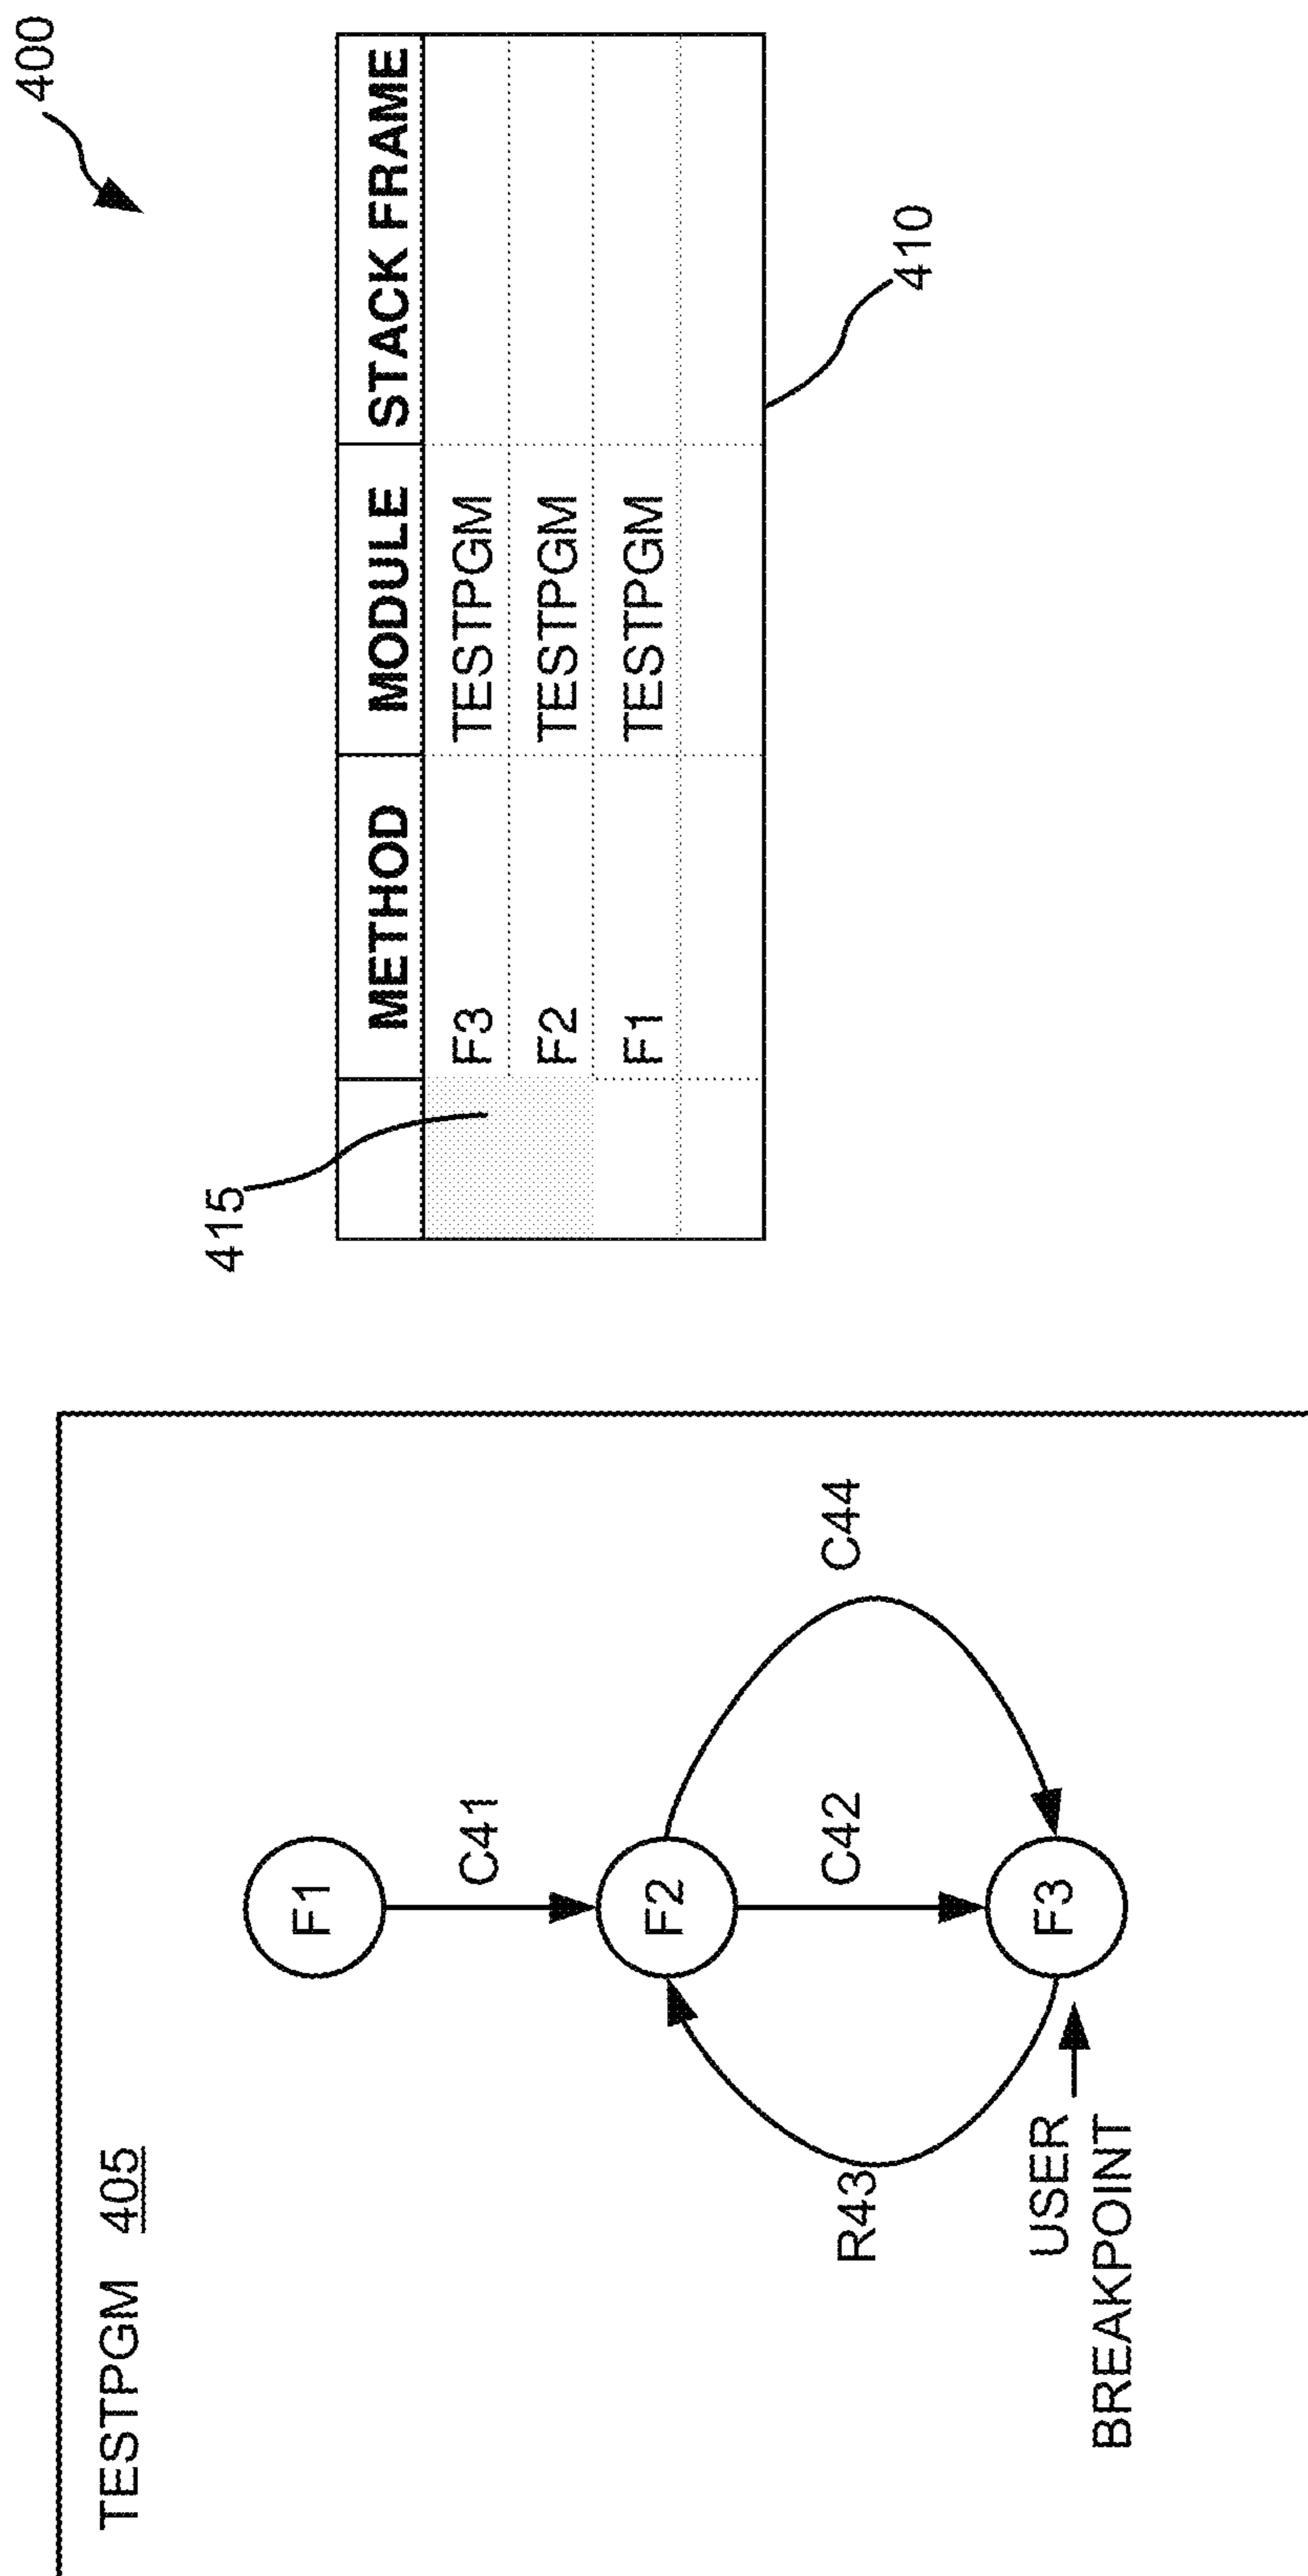 400
TESTPGM 405
F1
C41
F2
C42
C44
R43
F3
USER
BREAKPOINT
415
METHOD MODULE STACK FRAME
F3 TESTPGM
F2 TESTPGM
F1 TESTPGM
410